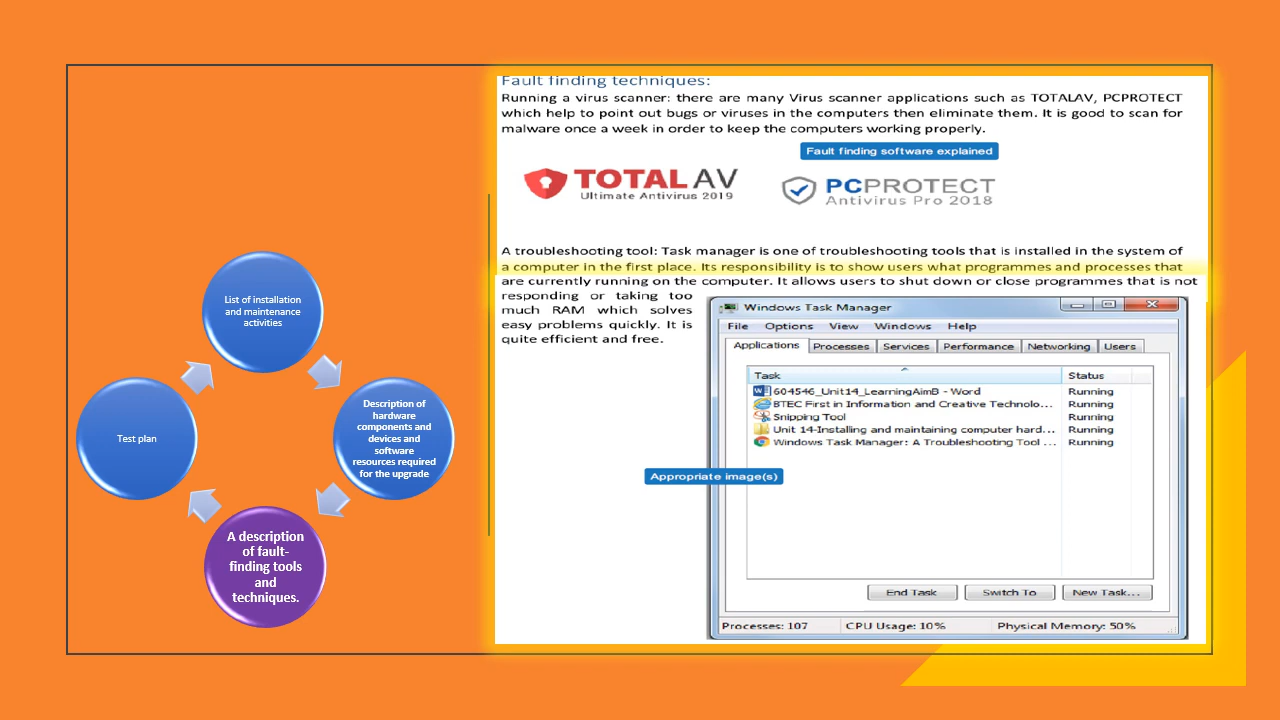 List of installation
and maintenance
activities
Description of
hardware
components and
devices and
software
resources required
for the upgrade
A description
of fault-
finding tools
and
techniques.
Test plan
Fault finding techniques:
Running a virus scanner: there are many Virus scanner applications such as TOTALAV, PCPROTECT
which help to point out bugs or viruses in the computers then eliminate them. It is good to scan for
malware once a week in order to keep the computers working properly.
Fault finding software explained
TOTAL AV
Ultimate Antivirus 2019
PCPROTECT
Antivirus Pro 2018
A troubleshooting tool: Task manager is one of troubleshooting tools that is installed in the system of
a computer in the first place. Its responsibility is to show users what programmes and processes that
are currently running on the computer. It allows users to shut down or close programmes that is not
responding or taking too
much RAM which solves
easy problems quickly. It is
quite efficient and free.
Windows Task Manager
File Options View Windows Help
Applications Processes Services Performance Networking Users
Task Status
604546_Unit14_LearningAimB - Word Running
BTEC First in Information and Creative Technolo... Running
Snipping Tool Running
Unit 14-Installing and maintaining computer hard... Running
Windows Task Manager: A Troubleshooting Tool ... Running
Appropriate image(s)
End Task Switch To New Task...
Processes: 107 CPU Usage: 10% Physical Memory: 50%